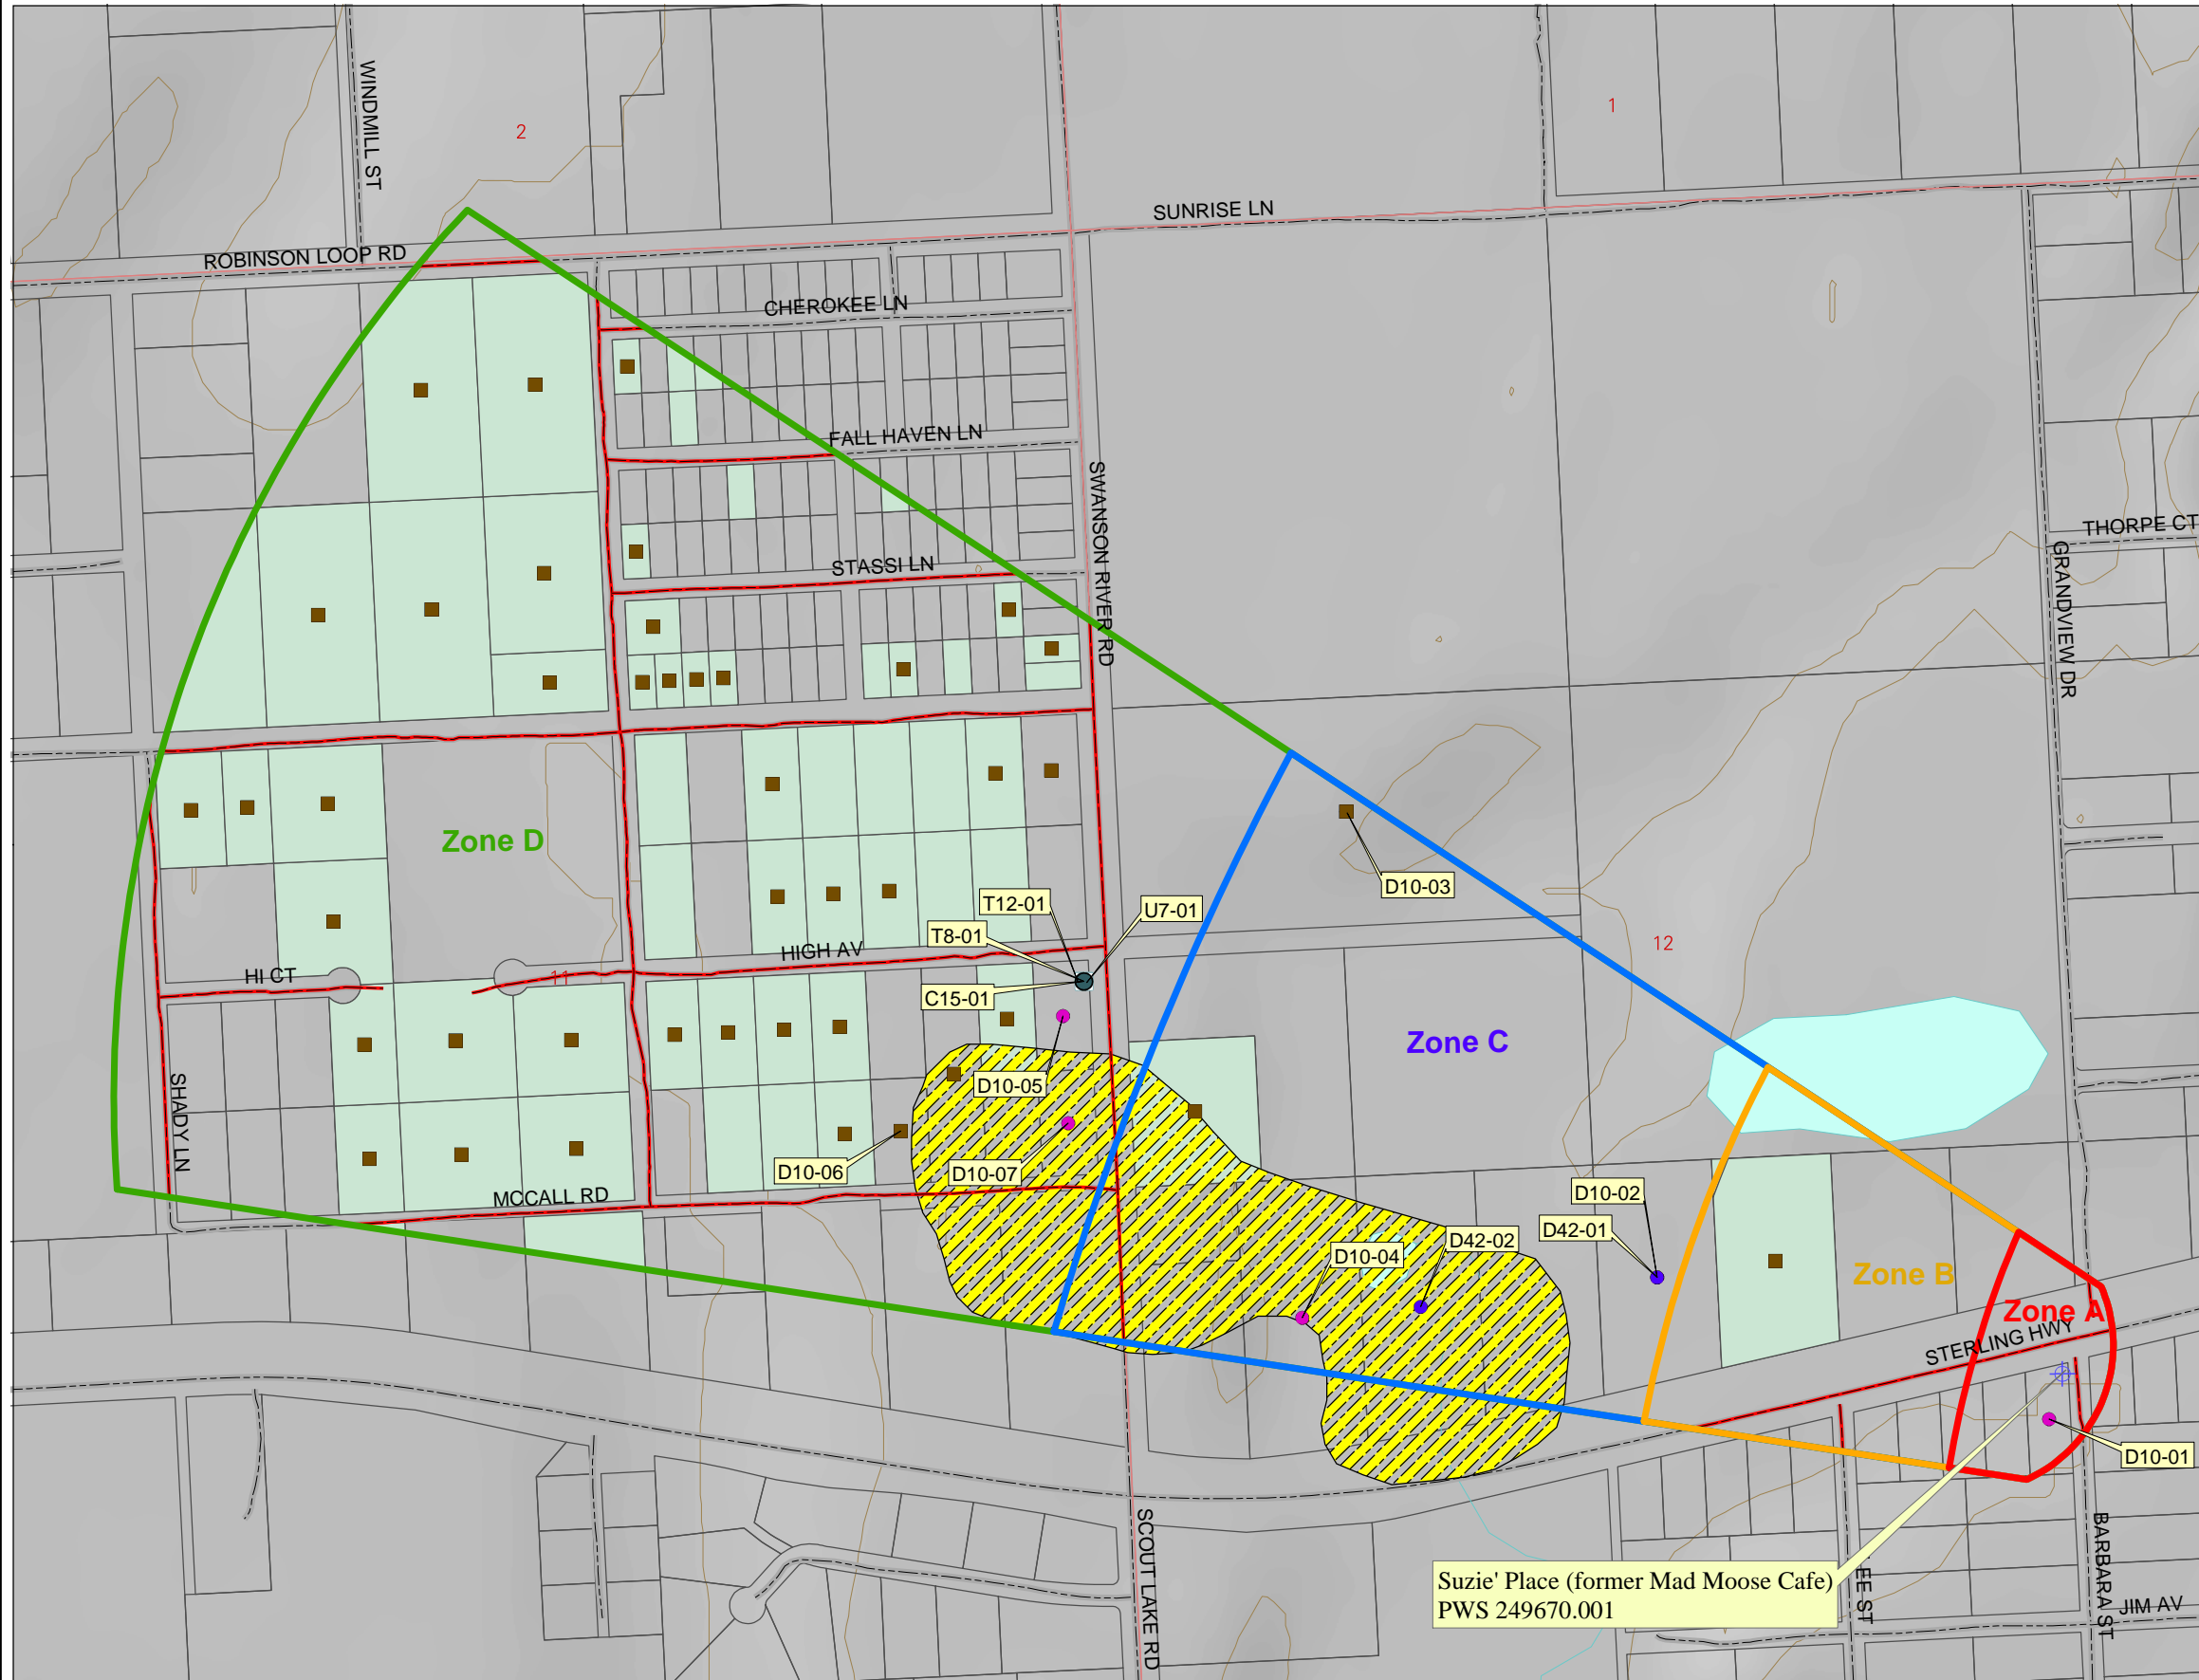 WINDMILL ST
2
1
SUNRISE LN
ROBINSON LOOP RD
CHEROKEE LN
FALL HAVEN LN
SWANSON RIVER RD
THORPE CT
GRANDVIEW DR
STASSI LN
Zone D
D10-03
T12-01
U7-01
T8-01
HIGH AV
12
HI CT
11
C15-01
Zone C
D10-05
SHADY LN
D10-06
D10-07
MCCALL RD
D10-02
D42-01
D42-02
D10-04
Zone B
Zone A
STERLING HWY
D10-01
SCOUT LAKE RD
BARBARA ST
EE ST
JIM AV
Suzie' Place (former Mad Moose Cafe)
PWS 249670.001